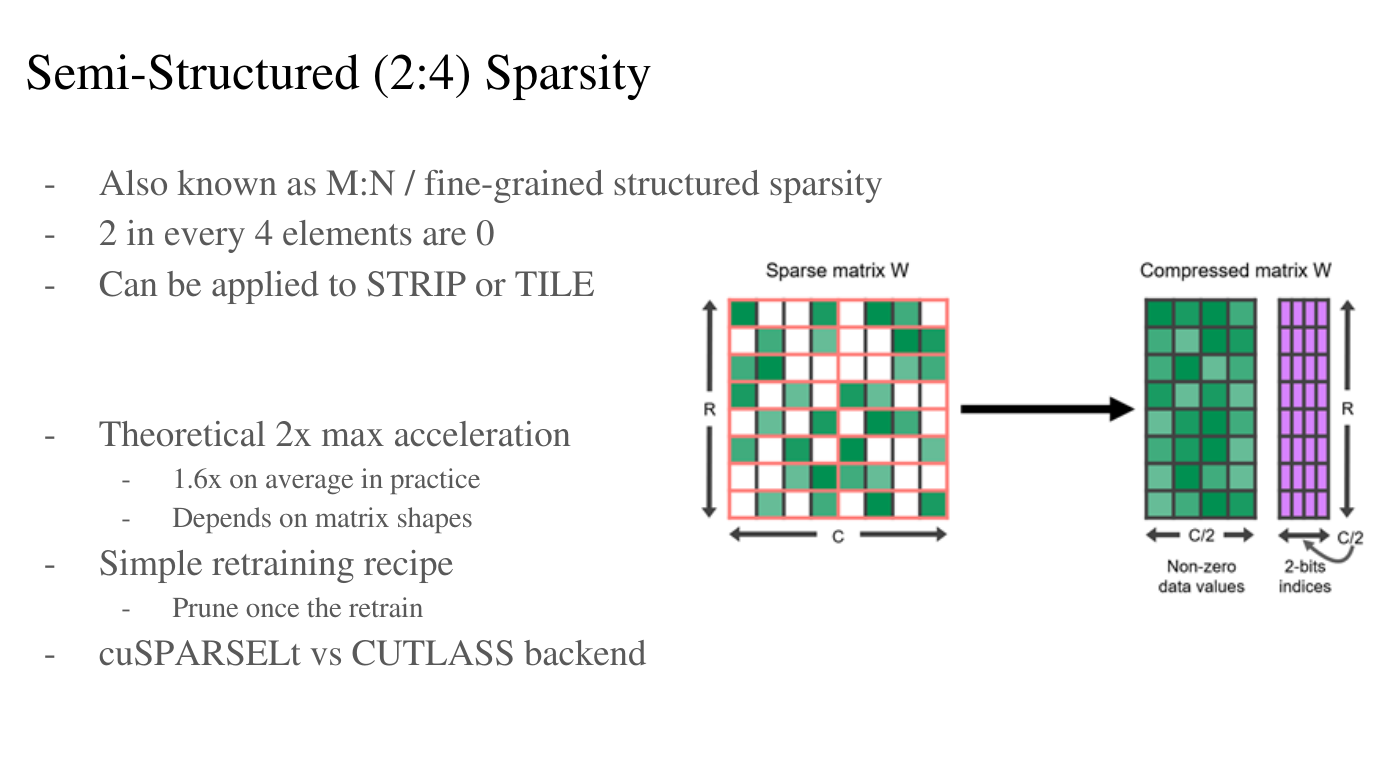 Semi-Structured (2:4) Sparsity
- Also known as M:N / fine-grained structured sparsity
- 2 in every 4 elements are 0
- Can be applied to STRIP or TILE
- Theoretical 2x max acceleration
- 1.6x on average in practice
- Depends on matrix shapes
- Simple retraining recipe
- Prune once the retrain
- cuSPARSELt vs CUTLASS backend
Sparse matrix W
R
C
Compressed matrix W
R
C/2
C/2
Non-zero
data values
2-bits
indices